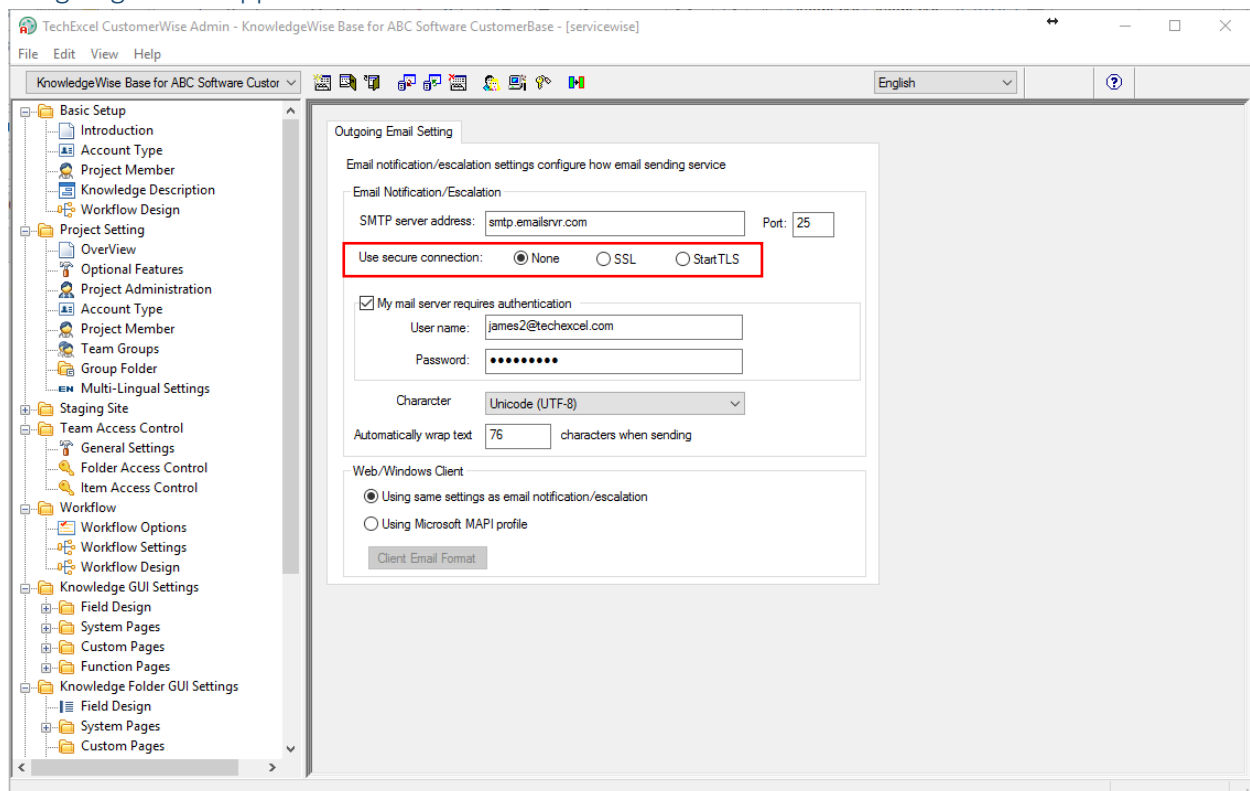 TechExcel CustomerWise Admin - KnowledgeWise Base for ABC Software CustomerBase - [servicewise]
File Edit View Help
KnowledgeWise Base for ABC Software Custor
English
Basic Setup
Introduction
Account Type
Project Member
Knowledge Description
Workflow Design
Project Setting
OverView
Optional Features
Project Administration
Account Type
Project Member
Team Groups
Group Folder
EN Multi-Lingual Settings
Staging Site
Team Access Control
General Settings
Folder Access Control
Item Access Control
Workflow
Workflow Options
Workflow Settings
Workflow Design
Knowledge GUI Settings
Field Design
System Pages
Custom Pages
Function Pages
Knowledge Folder GUI Settings
Field Design
System Pages
Custom Pages
Outgoing Email Setting
Email notification/escalation settings configure how email sending service
Email Notification/Escalation
SMTP server address: smtp.emailsrvr.com Port: 25
Use secure connection: None SSL StartTLS
My mail server requires authentication
User name: james2@techexcel.com
Password: •••••••••
Chararcter Unicode (UTF-8)
Automatically wrap text 76 characters when sending
Web/Windows Client
Using same settings as email notification/escalation
Using Microsoft MAPI profile
Client Email Format